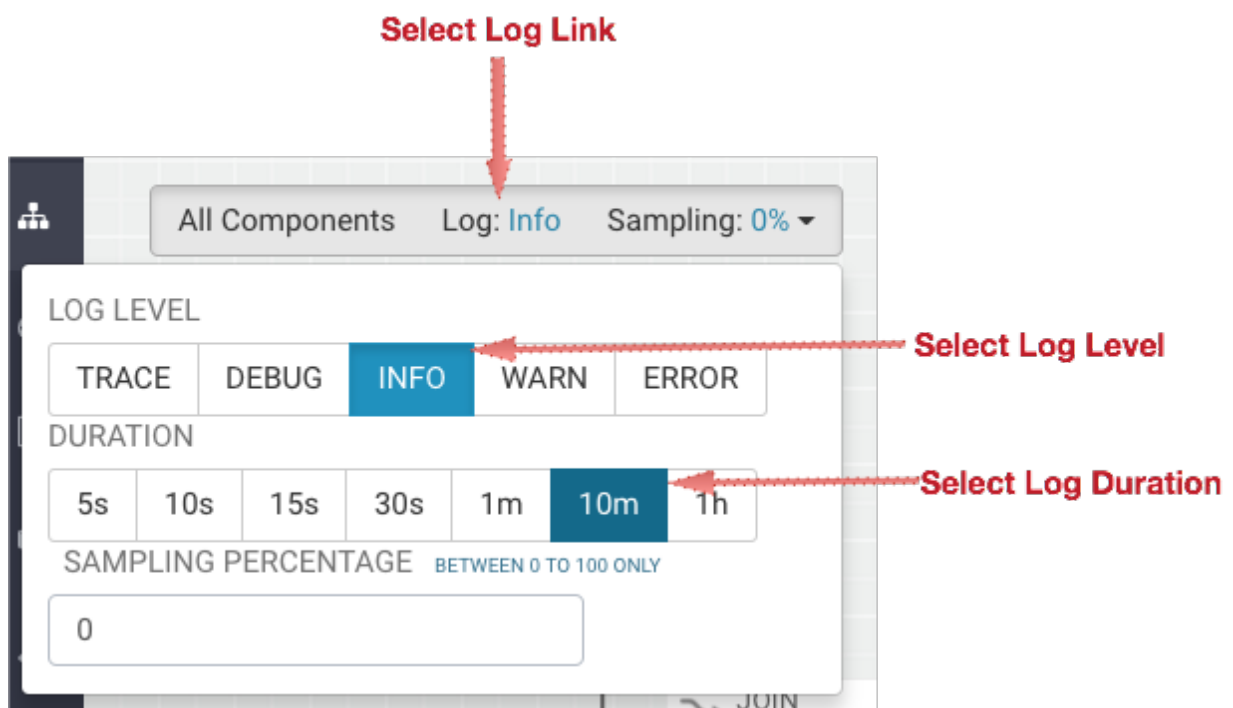 Select Log Link
All Components Log: Info Sampling: 0%
LOG LEVEL
TRACE DEBUG INFO WARN ERROR
Select Log Level
DURATION
5s 10s 15s 30s 1m 10m 1h
Select Log Duration
SAMPLING PERCENTAGE BETWEEN 0 TO 100 ONLY
0
JOIN